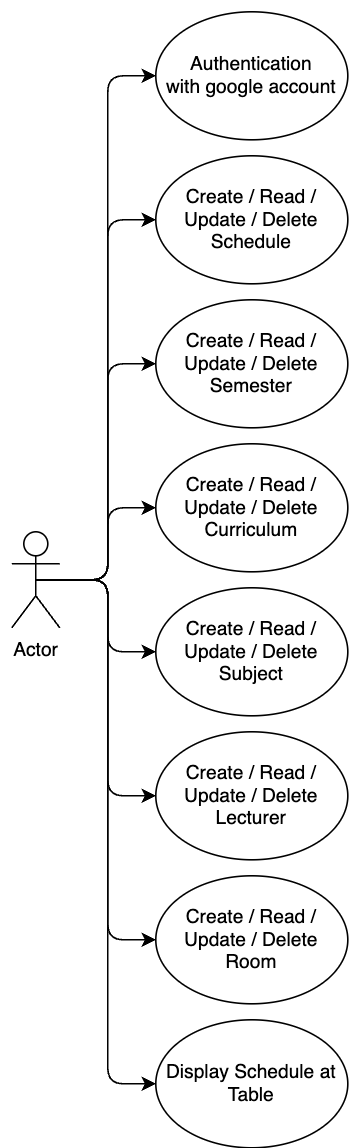 Authentication
with google account
Create / Read /
Update / Delete
Schedule
Create / Read /
Update / Delete
Semester
Create / Read /
Update / Delete
Curriculum
Actor
Create / Read /
Update / Delete
Subject
Create / Read /
Update / Delete
Lecturer
Create / Read /
Update / Delete
Room
Display Schedule at
Table